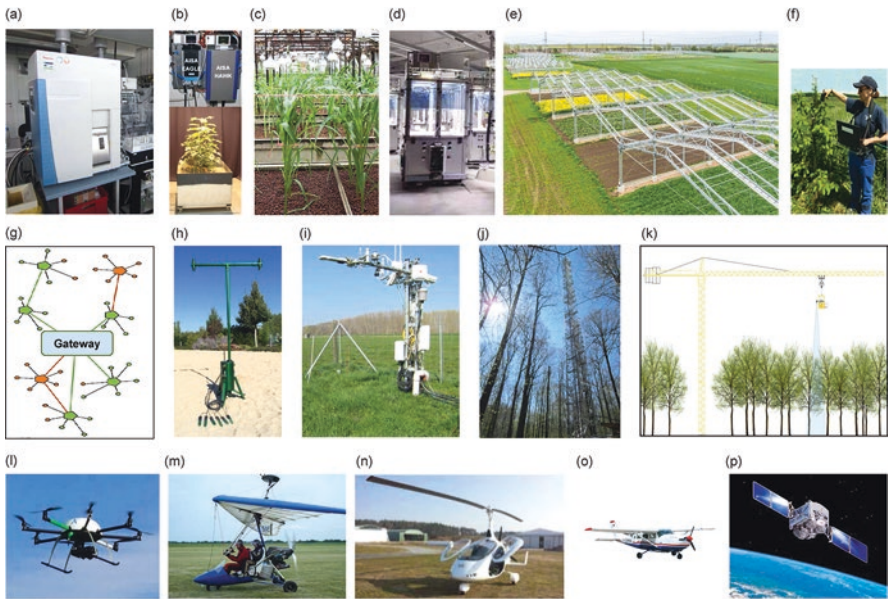 (a)
(b)
(c)
(d)
(e)
(f)
AISA
EAGLE
AISA
HAWK
(g)
(h)
(i)
(j)
(k)
Gateway
(l)
(m)
(n)
(o)
(p)